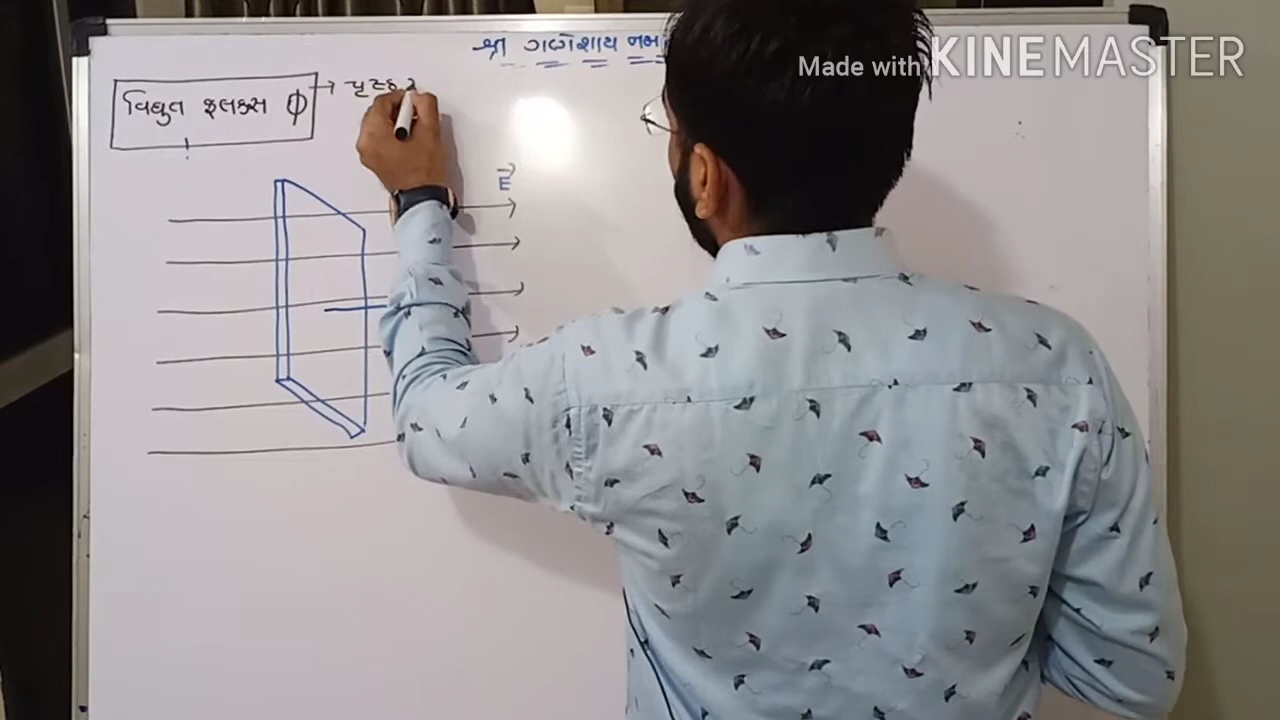 શ્રી ગણેશાય નમઃ
Made with KINEMASTER
વિદ્યુત ફ્લક્સ ϕ →
E⃗